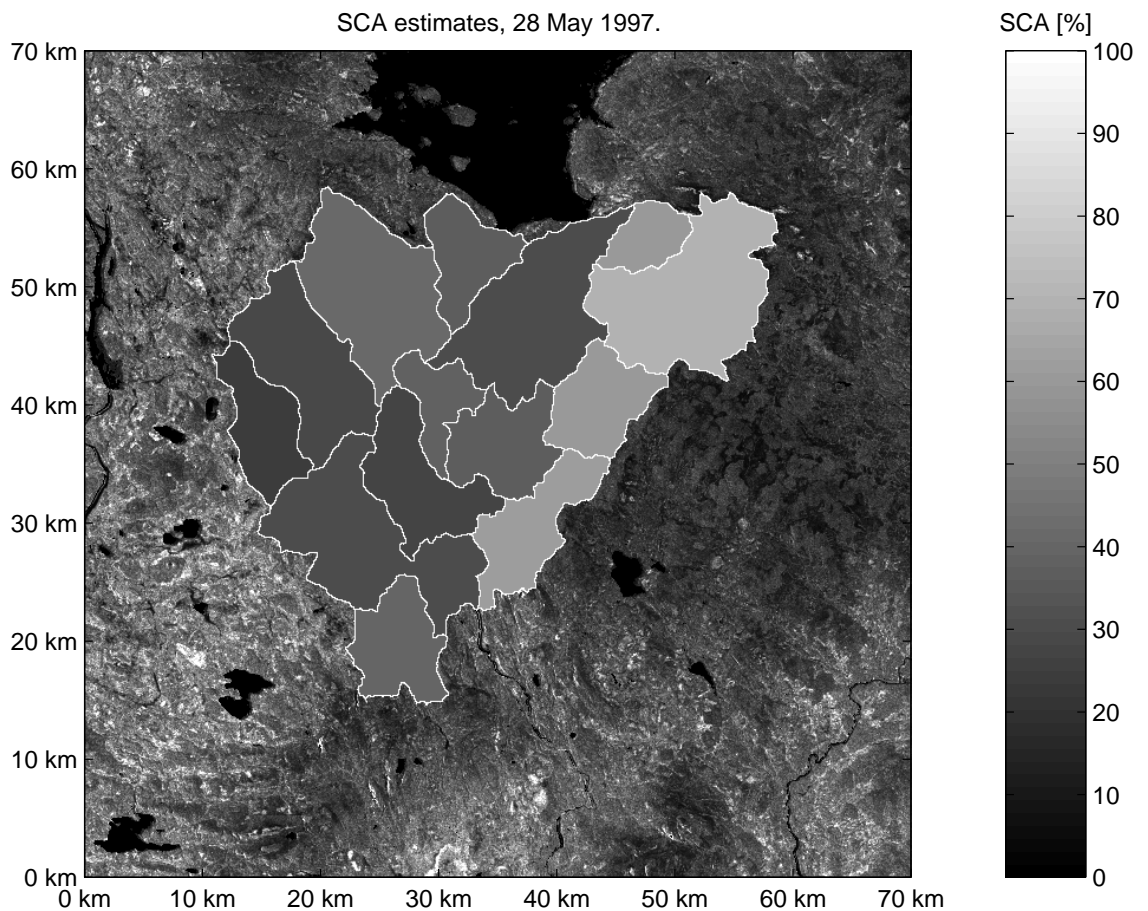 SCA estimates, 28 May 1997.
SCA [%]
70 km
60 km
50 km
40 km
30 km
20 km
10 km
0 km
0 km
10 km
20 km
30 km
40 km
50 km
60 km
70 km
100
90
80
70
60
50
40
30
20
10
0